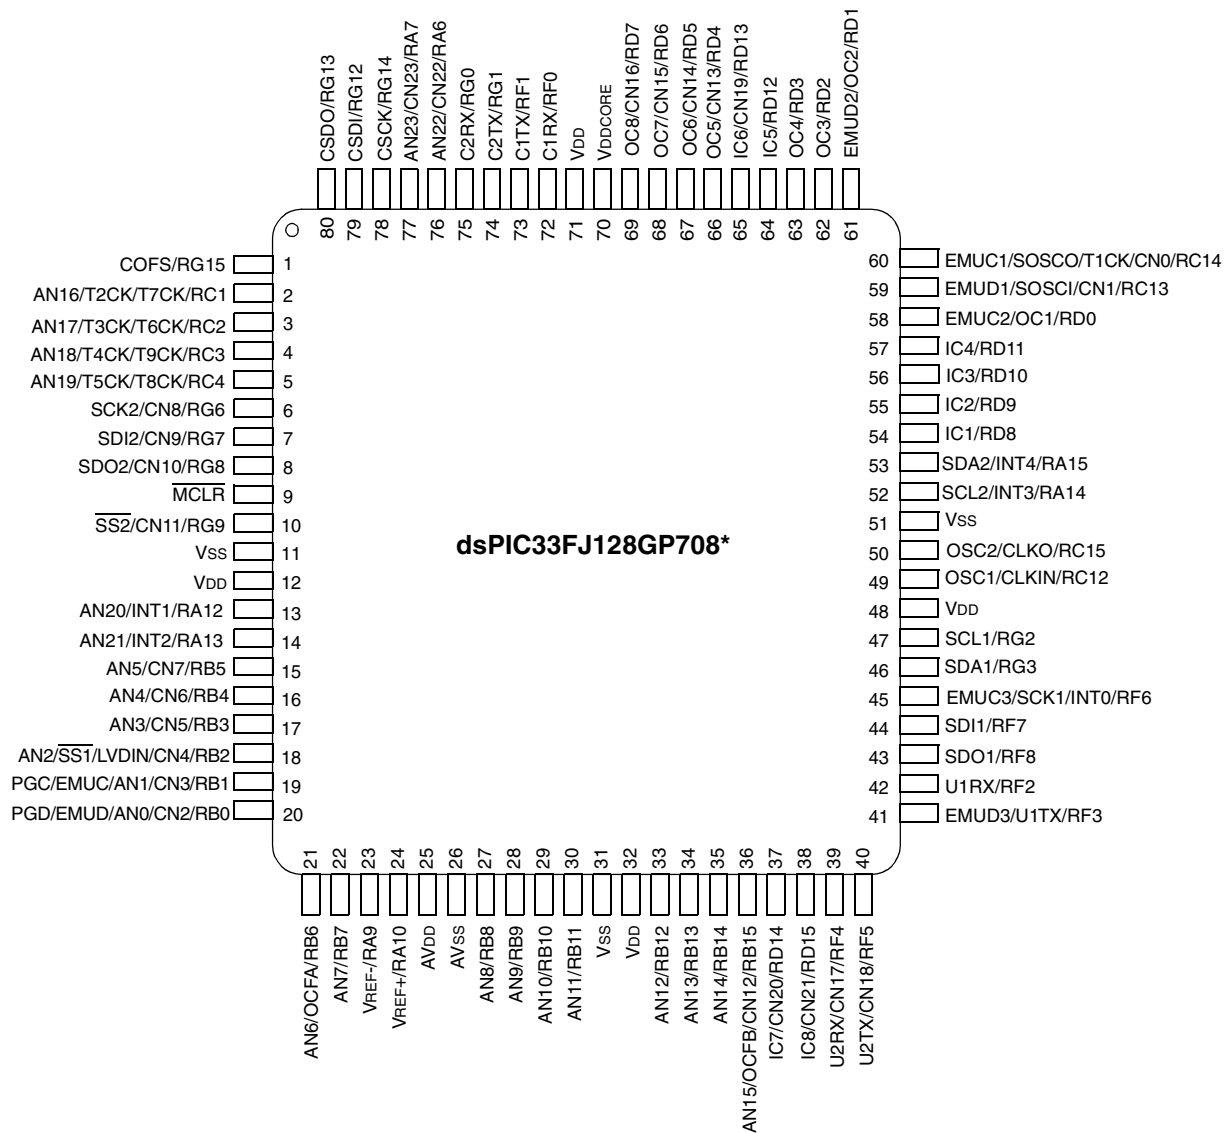 CSDO/RG13
CSDI/RG12
CSCK/RG14
AN23/CN23/RA7
AN22/CN22/RA6
C2RX/RG0
C2TX/RG1
C1TX/RF1
C1RX/RF0
VDD
VDDCORE
OC8/CN16/RD7
OC7/CN15/RD6
OC6/CN14/RD5
OC5/CN13/RD4
IC6/CN19/RD13
IC5/RD12
OC4/RD3
OC3/RD2
EMUD2/OC2/RD1
80 79 78 77 76 75 74 73 72 71 70 69 68 67 66 65 64 63 62 61
COFS/RG15 1
AN16/T2CK/T7CK/RC1 2
AN17/T3CK/T6CK/RC2 3
AN18/T4CK/T9CK/RC3 4
AN19/T5CK/T8CK/RC4 5
SCK2/CN8/RG6 6
SDI2/CN9/RG7 7
SDO2/CN10/RG8 8
MCLR 9
SS2/CN11/RG9 10
VSS 11
VDD 12
AN20/INT1/RA12 13
AN21/INT2/RA13 14
AN5/CN7/RB5 15
AN4/CN6/RB4 16
AN3/CN5/RB3 17
AN2/SS1/LVDIN/CN4/RB2 18
PGC/EMUC/AN1/CN3/RB1 19
PGD/EMUD/AN0/CN2/RB0 20
dsPIC33FJ128GP708*
60 EMUC1/SOSCO/T1CK/CN0/RC14
59 EMUD1/SOSCI/CN1/RC13
58 EMUC2/OC1/RD0
57 IC4/RD11
56 IC3/RD10
55 IC2/RD9
54 IC1/RD8
53 SDA2/INT4/RA15
52 SCL2/INT3/RA14
51 VSS
50 OSC2/CLKO/RC15
49 OSC1/CLKIN/RC12
48 VDD
47 SCL1/RG2
46 SDA1/RG3
45 EMUC3/SCK1/INT0/RF6
44 SDI1/RF7
43 SDO1/RF8
42 U1RX/RF2
41 EMUD3/U1TX/RF3
21 22 23 24 25 26 27 28 29 30 31 32 33 34 35 36 37 38 39 40
AN6/OCFA/RB6
AN7/RB7
VREF-/RA9
VREF+/RA10
AVDD
AVSS
AN8/RB8
AN9/RB9
AN10/RB10
AN11/RB11
VSS
VDD
AN12/RB12
AN13/RB13
AN14/RB14
AN15/OCFB/CN12/RB15
IC7/CN20/RD14
IC8/CN21/RD15
U2RX/CN17/RF4
U2TX/CN18/RF5